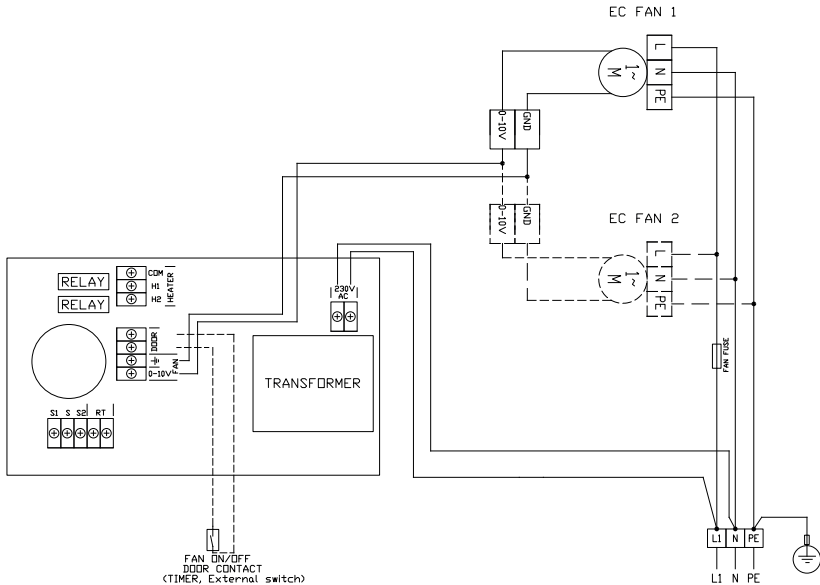 EC FAN 1
L
N
PE
1~
M
0-10V
GND
EC FAN 2
0-10V
GND
L
N
PE
1~
M
RELAY
RELAY
COM
H1
H2
HEATER
230V
AC
DOOR
FAN
0-10V
TRANSFORMER
FAN FUSE
S1 S S2 RT
FAN ON/OFF
DOOR CONTACT
(TIMER, External switch)
L1 N PE
L1 N PE